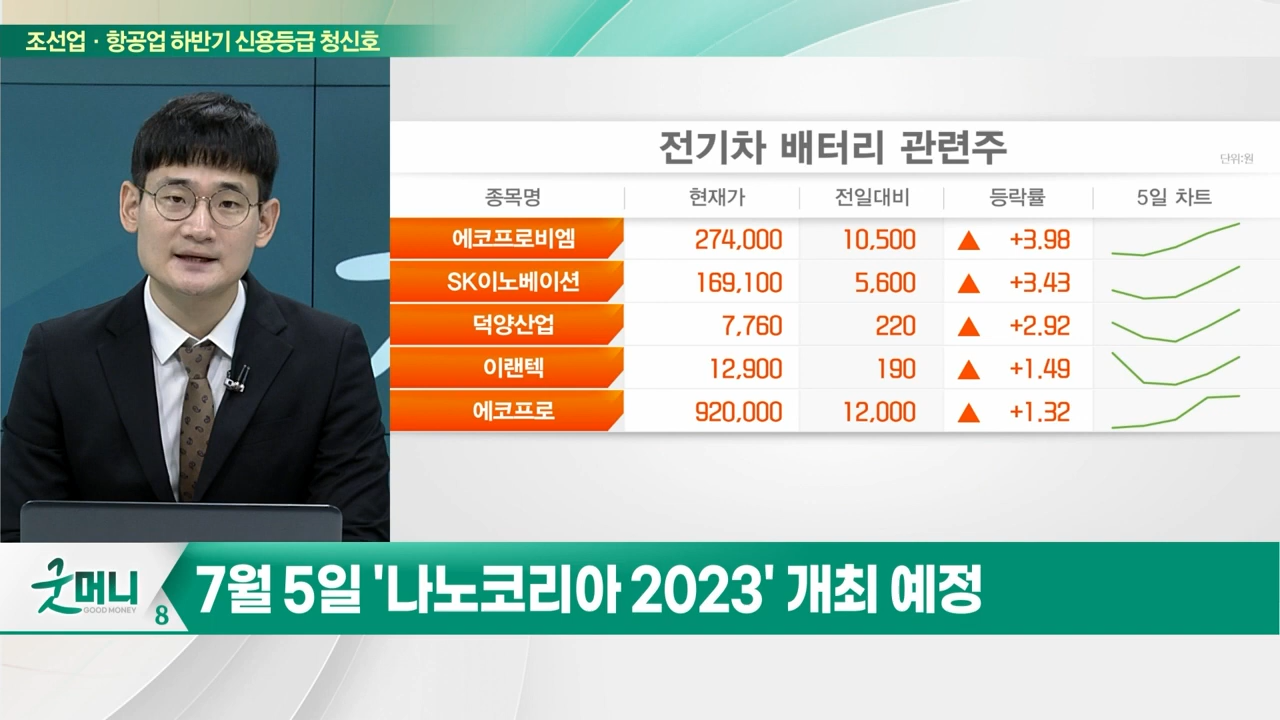 조선업 · 항공업 하반기 신용등급 청신호
전기차 배터리 관련주
단위:원
종목명 현재가 전일대비 등락률 5일 차트
에코프로비엠 274,000 10,500 ▲ +3.98
SK이노베이션 169,100 5,600 ▲ +3.43
덕양산업 7,760 220 ▲ +2.92
이랜텍 12,900 190 ▲ +1.49
에코프로 920,000 12,000 ▲ +1.32
굿머니
GOOD MONEY
8
7월 5일 '나노코리아 2023' 개최 예정